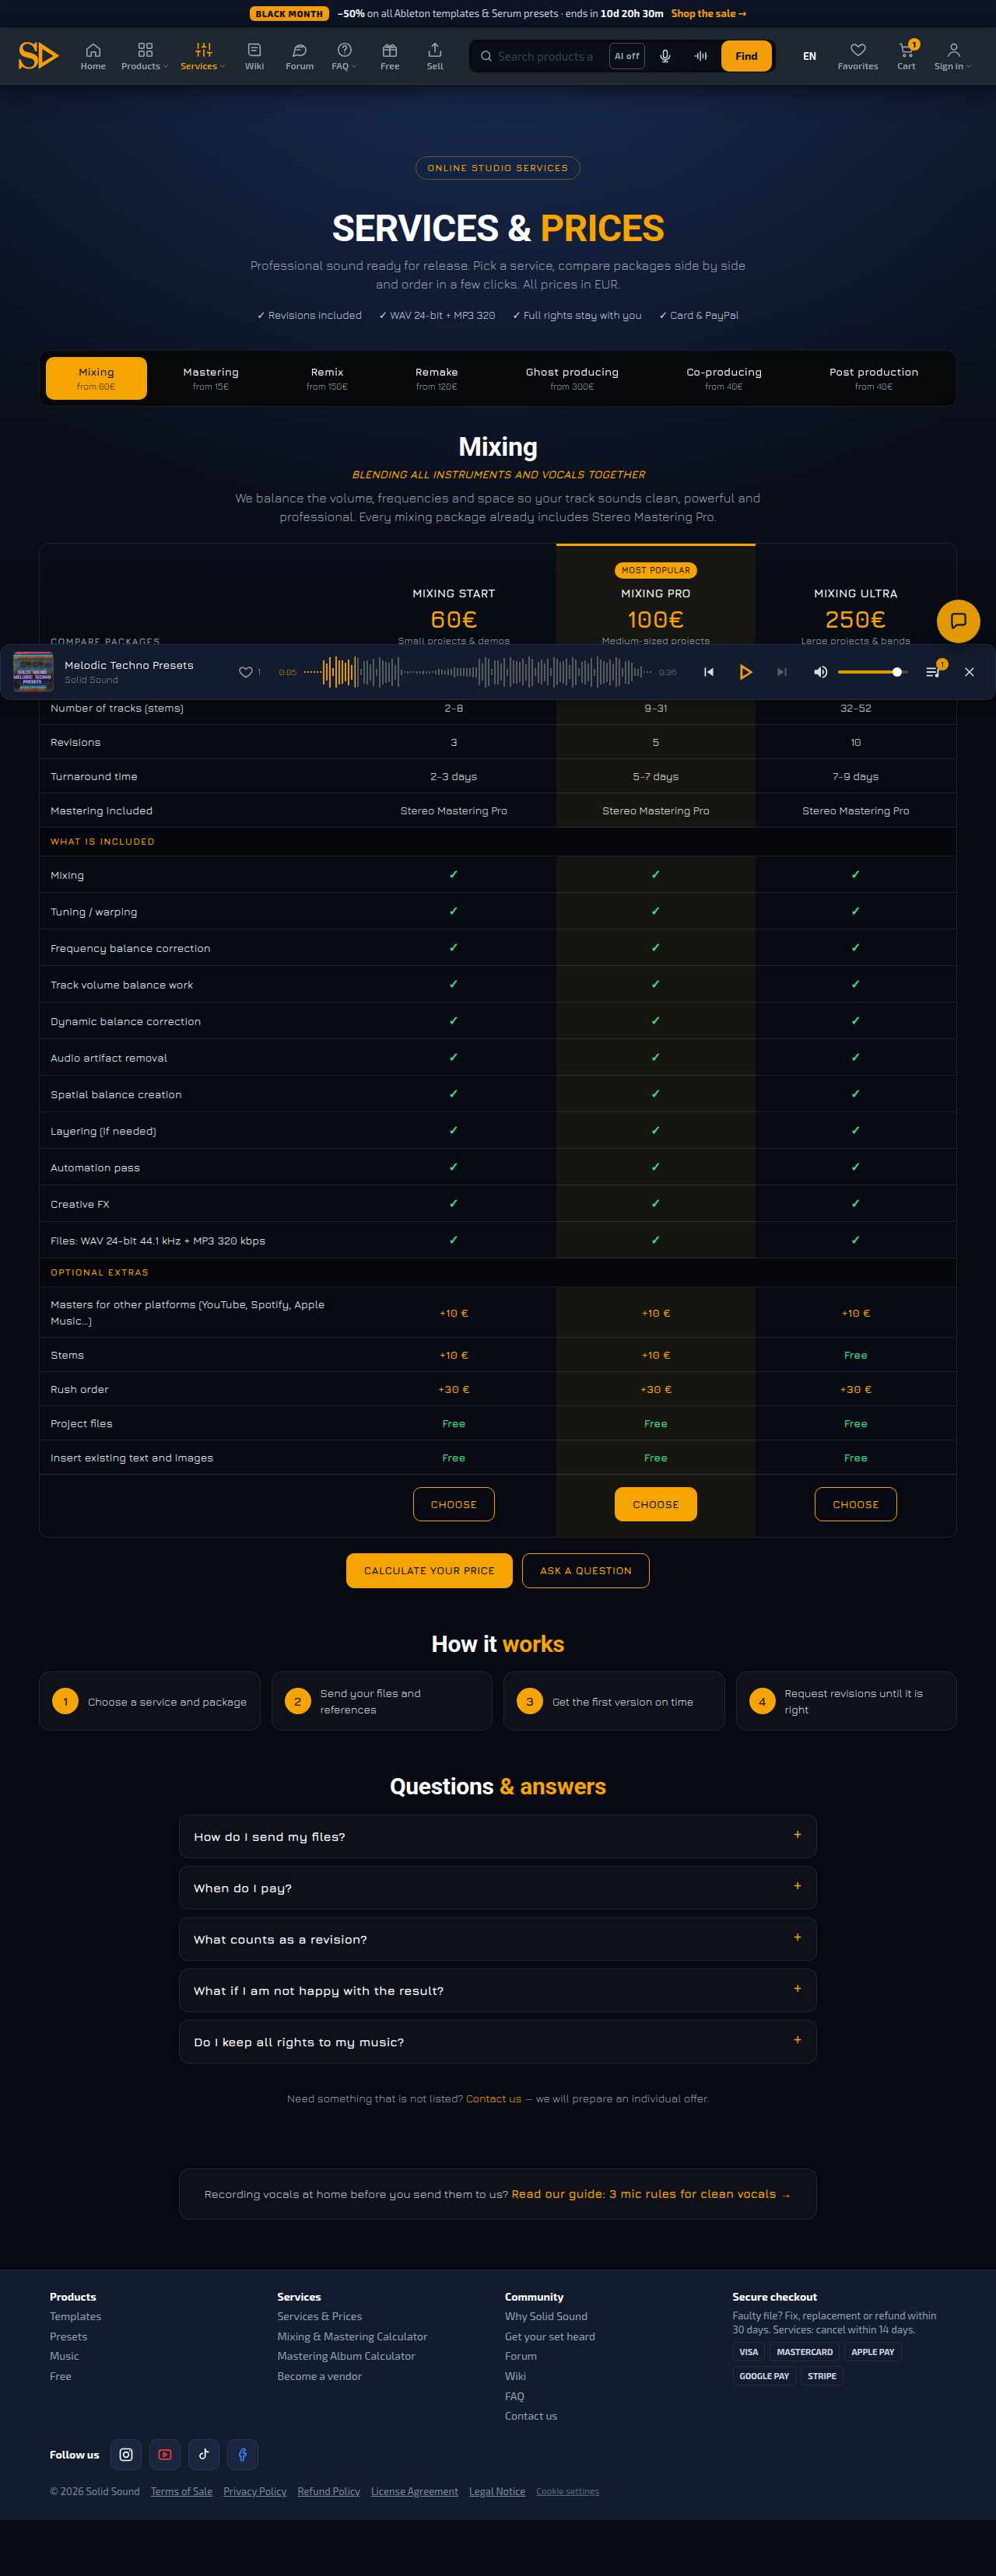 BLACK MONTH −50% on all Ableton templates & Serum presets · ends in 10d 20h 30m Shop the sale →
Home Products Services Wiki Forum FAQ Free Sell Search products a AI off Find EN Favorites Cart 1 Sign in
ONLINE STUDIO SERVICES
SERVICES & PRICES
Professional sound ready for release. Pick a service, compare packages side by side
and order in a few clicks. All prices in EUR.
✓ Revisions included ✓ WAV 24-bit + MP3 320 ✓ Full rights stay with you ✓ Card & PayPal
Mixing Mastering Remix Remake Ghost producing Co-producing Post production
from 60€ from 15€ from 150€ from 120€ from 300€ from 40€ from 40€
Mixing
BLENDING ALL INSTRUMENTS AND VOCALS TOGETHER
We balance the volume, frequencies and space so your track sounds clean, powerful and
professional. Every mixing package already includes Stereo Mastering Pro.
MOST POPULAR
MIXING START MIXING PRO MIXING ULTRA
60€ 100€ 250€
COMPARE PACKAGES Small projects & demos Medium-sized projects Large projects & bands
Melodic Techno Presets
Solid Sound
1 0:05 0:36 1
Number of tracks (stems) 2–8 9–31 32–52
Revisions 3 5 10
Turnaround time 2–3 days 5–7 days 7–9 days
Mastering included Stereo Mastering Pro Stereo Mastering Pro Stereo Mastering Pro
WHAT IS INCLUDED
Mixing ✓ ✓ ✓
Tuning / warping ✓ ✓ ✓
Frequency balance correction ✓ ✓ ✓
Track volume balance work ✓ ✓ ✓
Dynamic balance correction ✓ ✓ ✓
Audio artifact removal ✓ ✓ ✓
Spatial balance creation ✓ ✓ ✓
Layering (if needed) ✓ ✓ ✓
Automation pass ✓ ✓ ✓
Creative FX ✓ ✓ ✓
Files: WAV 24-bit 44.1 kHz + MP3 320 kbps ✓ ✓ ✓
OPTIONAL EXTRAS
Masters for other platforms (YouTube, Spotify, Apple
Music…) +10 € +10 € +10 €
Stems +10 € +10 € Free
Rush order +30 € +30 € +30 €
Project files Free Free Free
Insert existing text and images Free Free Free
CHOOSE CHOOSE CHOOSE
CALCULATE YOUR PRICE ASK A QUESTION
How it works
1 Choose a service and package
2 Send your files and
references
3 Get the first version on time
4 Request revisions until it is
right
Questions & answers
How do I send my files? +
When do I pay? +
What counts as a revision? +
What if I am not happy with the result? +
Do I keep all rights to my music? +
Need something that is not listed? Contact us — we will prepare an individual offer.
Recording vocals at home before you send them to us? Read our guide: 3 mic rules for clean vocals →
Products
Templates
Presets
Music
Free
Services
Services & Prices
Mixing & Mastering Calculator
Mastering Album Calculator
Become a vendor
Community
Why Solid Sound
Get your set heard
Forum
Wiki
FAQ
Contact us
Secure checkout
Faulty file? Fix, replacement or refund within
30 days. Services: cancel within 14 days.
VISA MASTERCARD APPLE PAY
GOOGLE PAY STRIPE
Follow us
© 2026 Solid Sound Terms of Sale Privacy Policy Refund Policy License Agreement Legal Notice Cookie settings